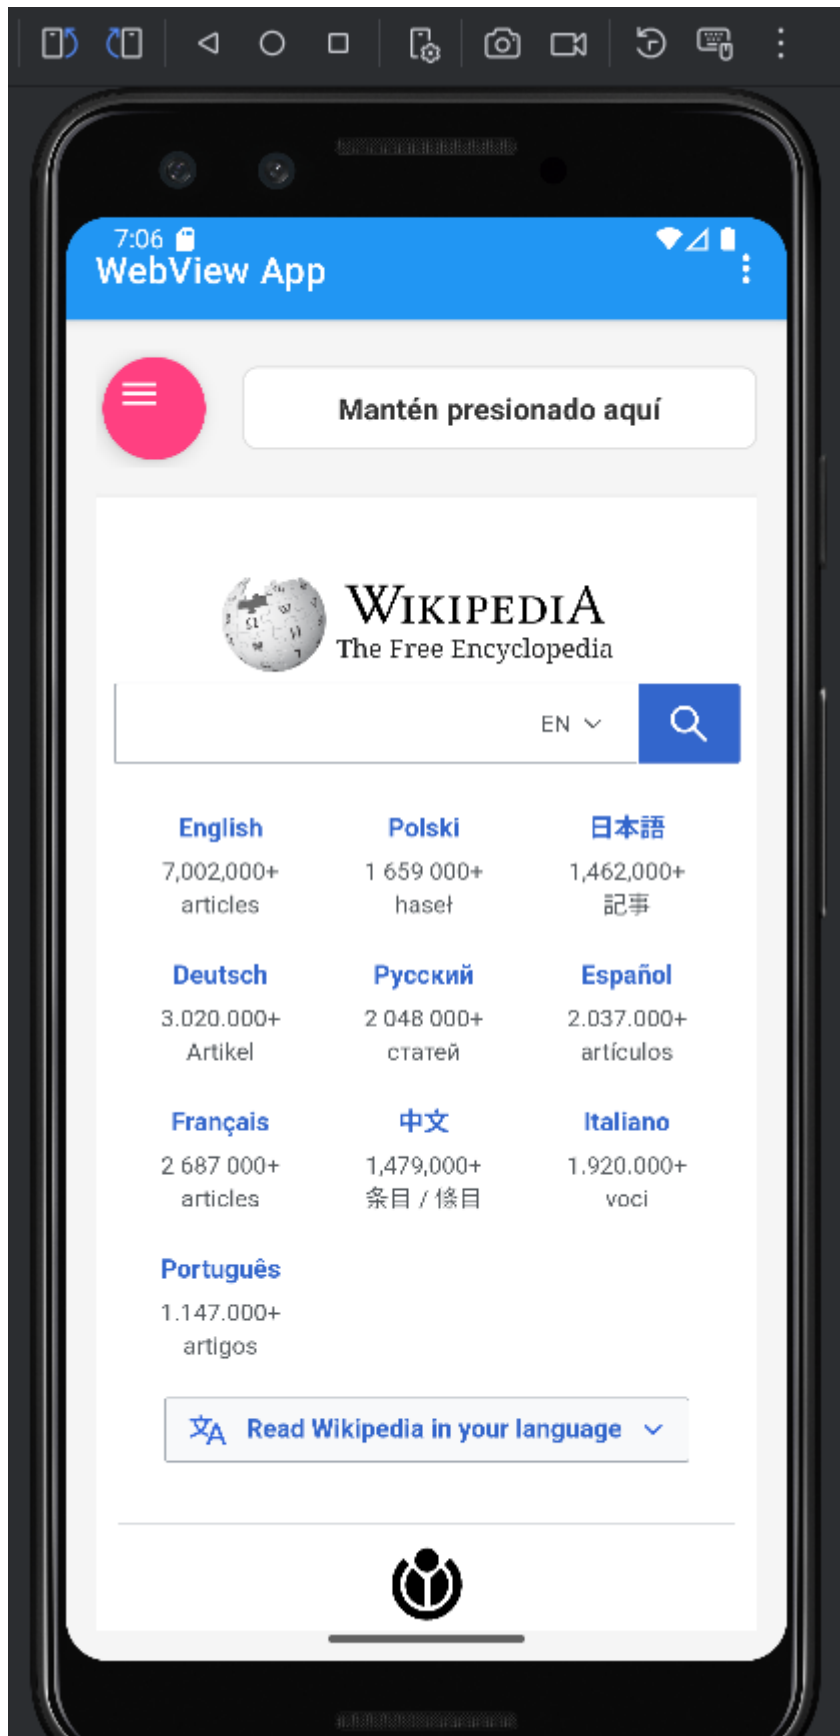 7:06
WebView App
Mantén presionado aquí
WIKIPEDIA
The Free Encyclopedia
EN
English
7,002,000+
articles
Polski
1 659 000+
haseł
日本語
1,462,000+
記事
Deutsch
3.020.000+
Artikel
Русский
2 048 000+
статей
Español
2.037.000+
artículos
Français
2 687 000+
articles
中文
1,479,000+
条目 / 條目
Italiano
1.920.000+
voci
Português
1.147.000+
artigos
Read Wikipedia in your language